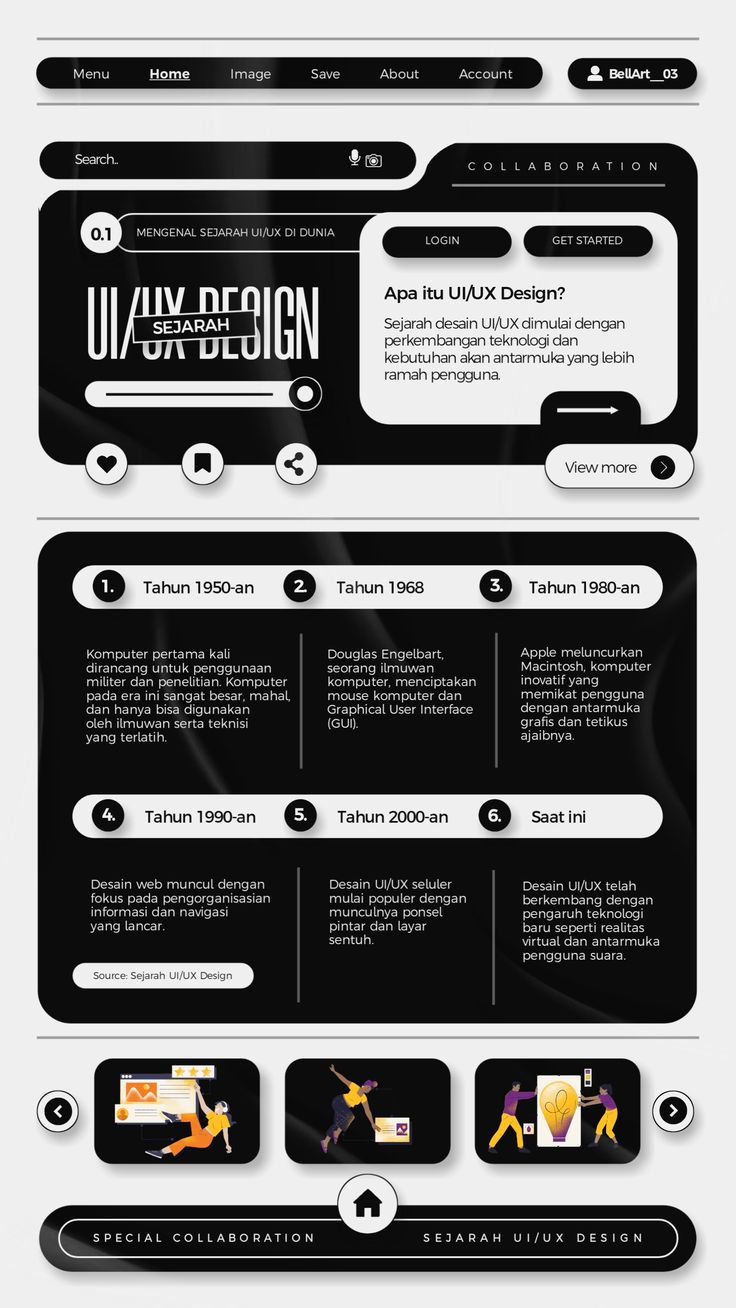 Menu Home Image Save About Account BellArt__03
Search..
COLLABORATION
0.1 MENGENAL SEJARAH UI/UX DI DUNIA
LOGIN GET STARTED
UI/UX DESIGN
SEJARAH
Apa itu UI/UX Design?
Sejarah desain UI/UX dimulai dengan
perkembangan teknologi dan
kebutuhan akan antarmuka yang lebih
ramah pengguna.
View more
1. Tahun 1950-an
2. Tahun 1968
3. Tahun 1980-an
Komputer pertama kali
dirancang untuk penggunaan
militer dan penelitian. Komputer
pada era ini sangat besar, mahal,
dan hanya bisa digunakan
oleh ilmuwan serta teknisi
yang terlatih.
Douglas Engelbart,
seorang ilmuwan
komputer, menciptakan
mouse komputer dan
Graphical User Interface
(GUI).
Apple meluncurkan
Macintosh, komputer
inovatif yang
memikat pengguna
dengan antarmuka
grafis dan tetikus
ajaibnya.
4. Tahun 1990-an
5. Tahun 2000-an
6. Saat ini
Desain web muncul dengan
fokus pada pengorganisasian
informasi dan navigasi
yang lancar.
Desain UI/UX seluler
mulai populer dengan
munculnya ponsel
pintar dan layar
sentuh.
Desain UI/UX telah
berkembang dengan
pengaruh teknologi
baru seperti realitas
virtual dan antarmuka
pengguna suara.
Source: Sejarah UI/UX Design
SPECIAL COLLABORATION
SEJARAH UI/UX DESIGN